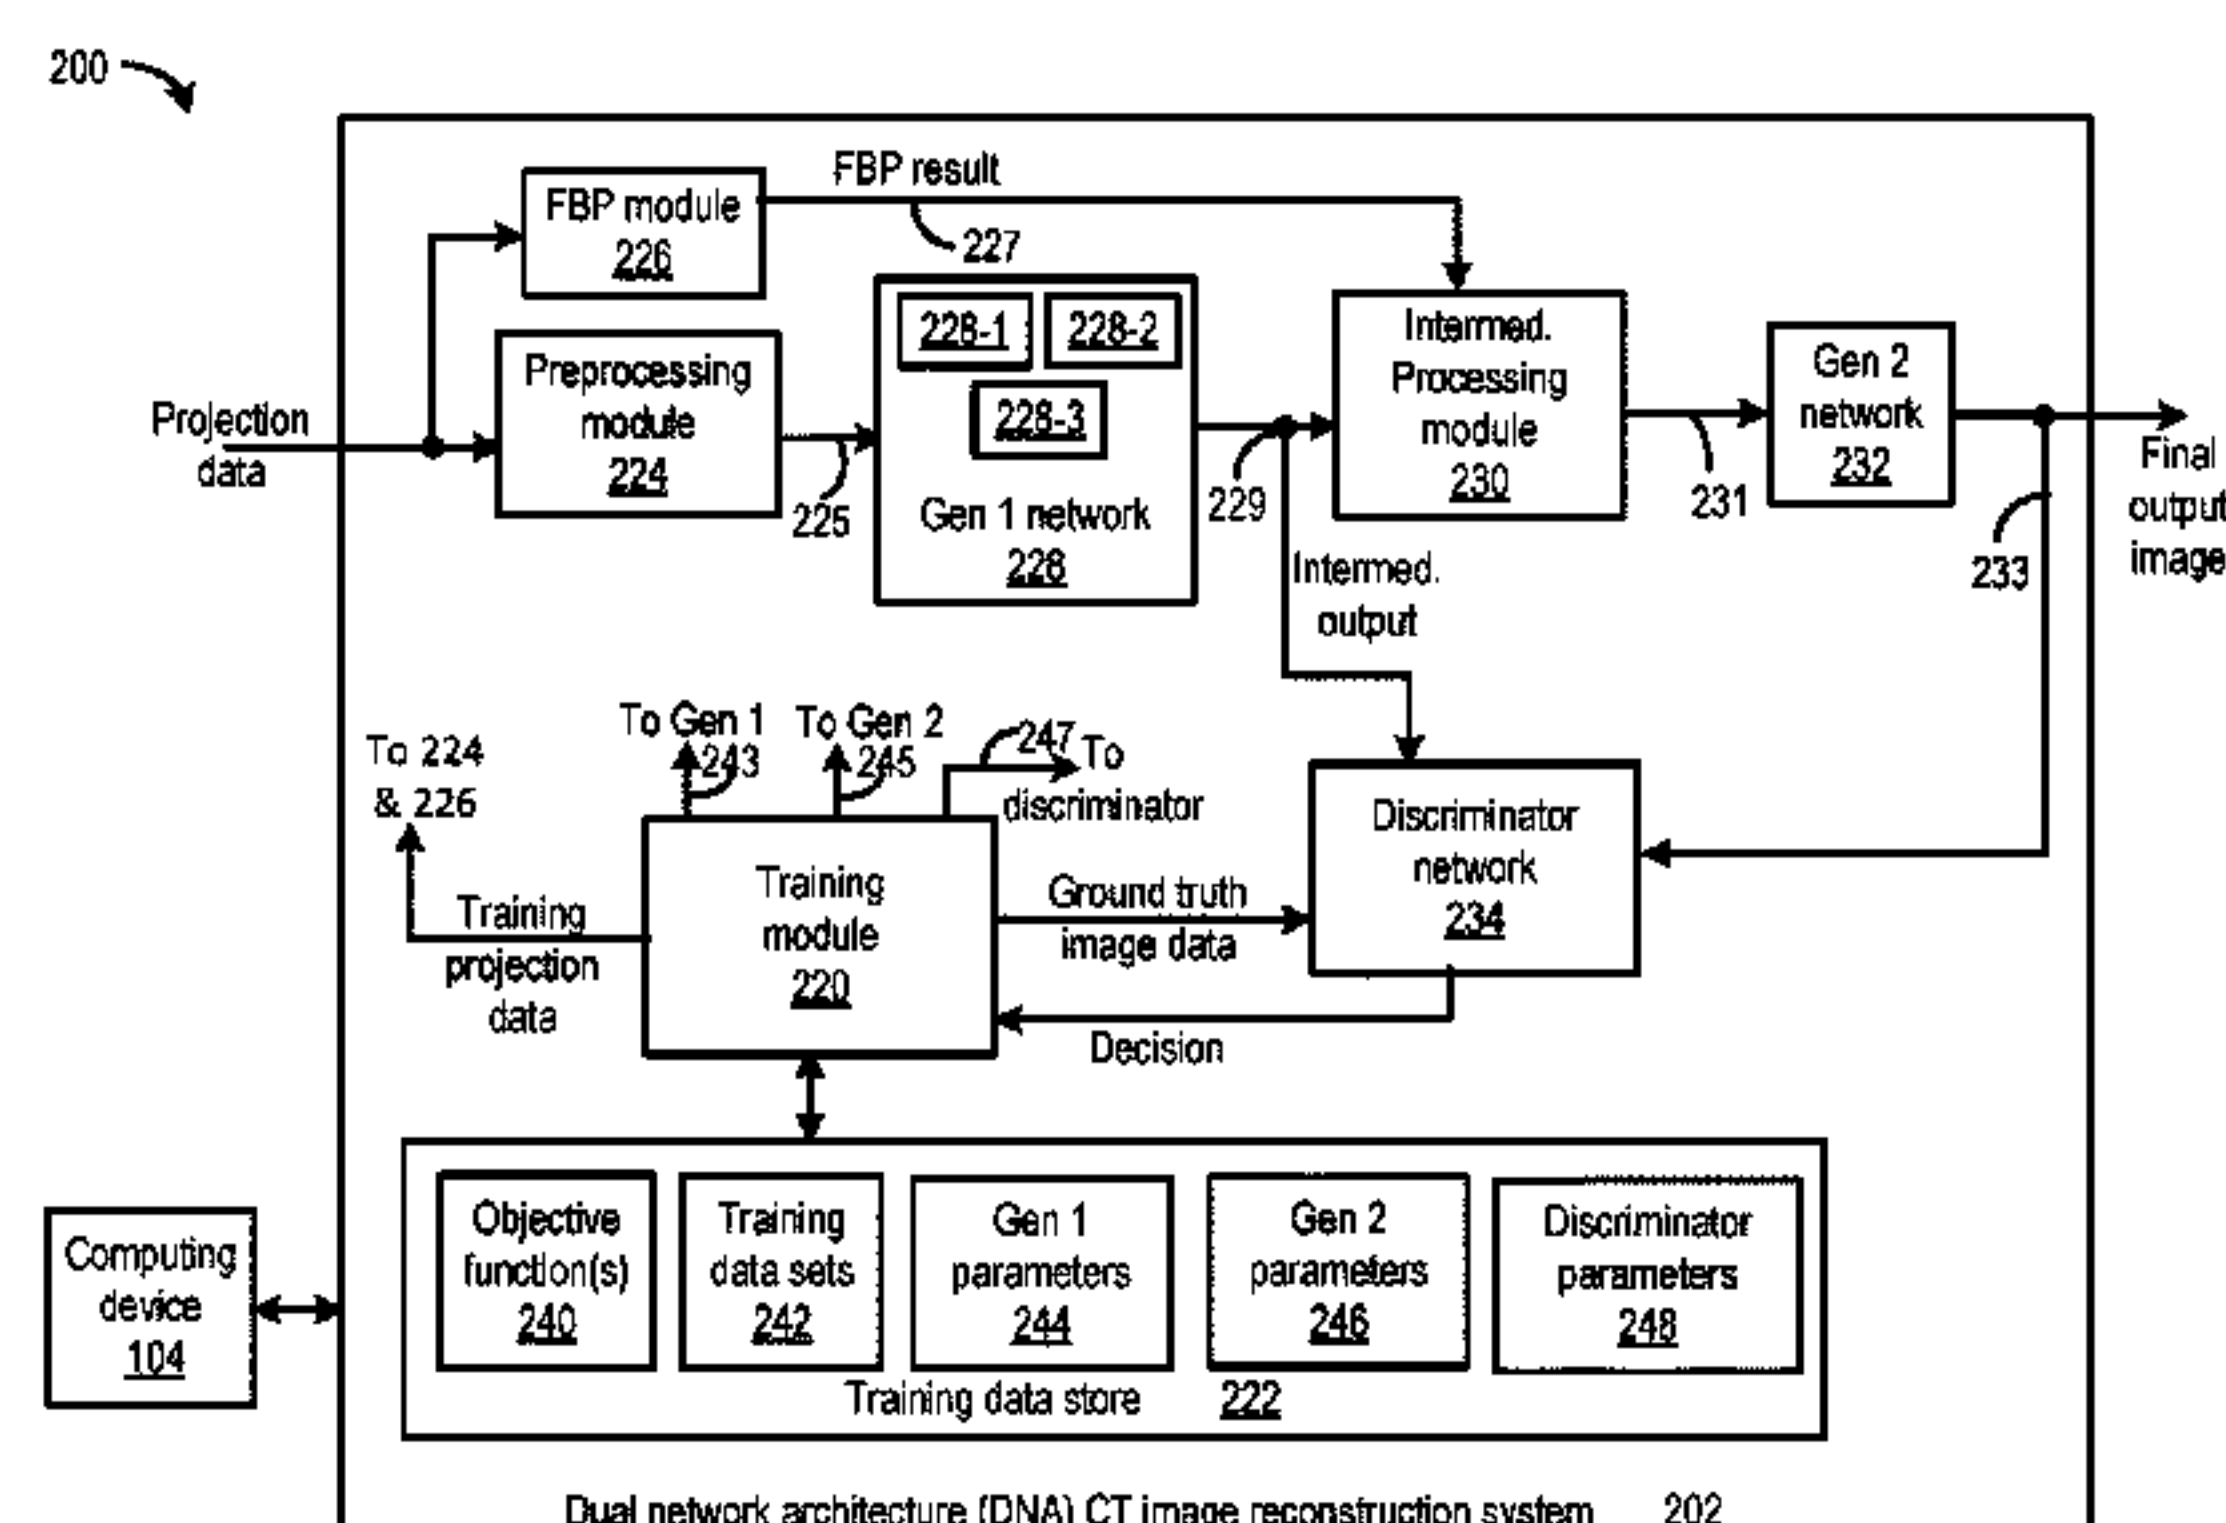 200
FBP result
FBP module
226
227
228-1
228-2
228-3
Gen 1 network
228
Preprocessing
module
224
225
Projection
data
Intermed.
Processing
module
230
229
Gen 2
network
232
231
233
Final
output
image
Intermed.
output
To 224
& 226
To Gen 1
243
To Gen 2
245
247
To
discriminator
Training
projection
data
Training
module
220
Ground truth
image data
Discriminator
network
234
Decision
Computing
device
104
Objective
function(s)
240
Training
data sets
242
Gen 1
parameters
244
Gen 2
parameters
246
Discriminator
parameters
248
Training data store 222
Dual network architecture (DNA) CT image reconstruction system 202